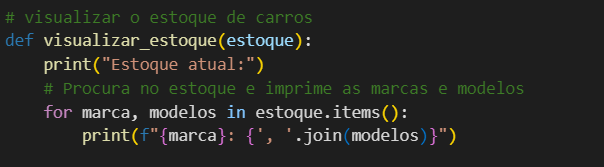 # visualizar o estoque de carros
def visualizar_estoque(estoque):
    print("Estoque atual:")
    # Procura no estoque e imprime as marcas e modelos
    for marca, modelos in estoque.items():
        print(f"{marca}: {', '.join(modelos)}")